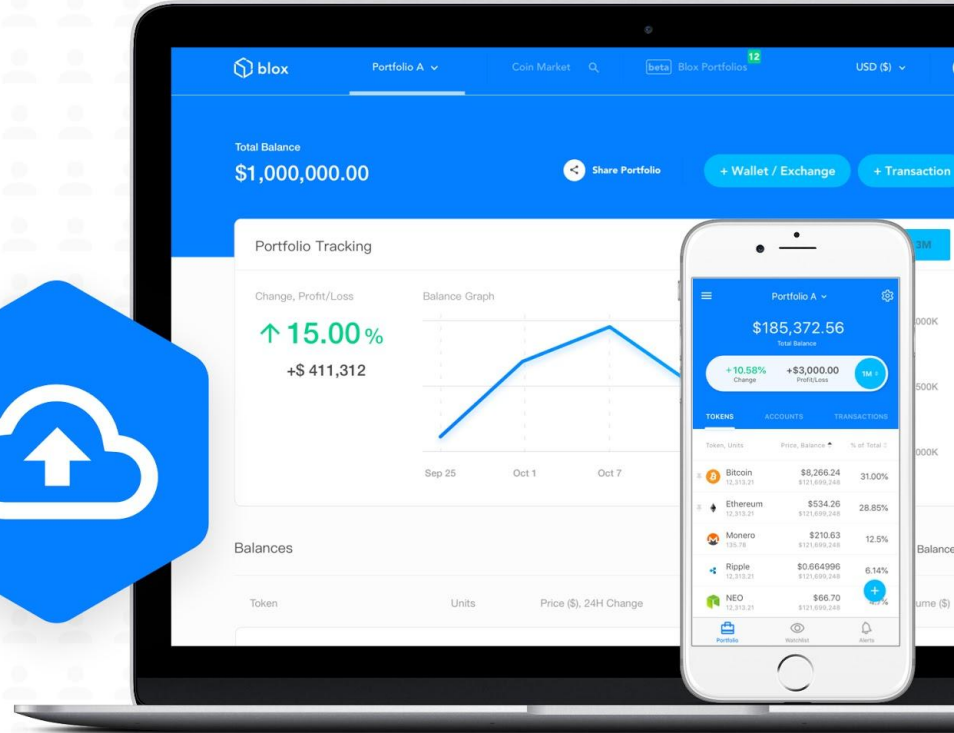 blox
Portfolio A
Coin Market
beta Blox Portfolios 12
USD ($)
Total Balance
$1,000,000.00
Share Portfolio
+ Wallet / Exchange
+ Transaction
Portfolio Tracking
3M
Change, Profit/Loss
Balance Graph
↑ 15.00 %
+$ 411,312
000K
500K
000K
Sep 25
Oct 1
Oct 7
Balances
Balance
Token
Units
Price ($), 24H Change
ume ($)
Portfolio A
$185,372.56
Total Balance
+10.58%
+$3,000.00
Change
Profit/Loss
1M
TOKENS
ACCOUNTS
TRANSACTIONS
Token, Units
Price, Balance
% of Total
Bitcoin
$8,266.24
31.00%
12,313.21
$121,699,248
Ethereum
$534.26
28.85%
12,313.21
$121,699,248
Monero
$210.63
12.5%
135.78
$121,699,248
Ripple
$0.664996
6.14%
12,313.21
$121,699,248
NEO
$66.70
12,313.21
$121,699,248
+
Portfolio
Watchlist
Alerts